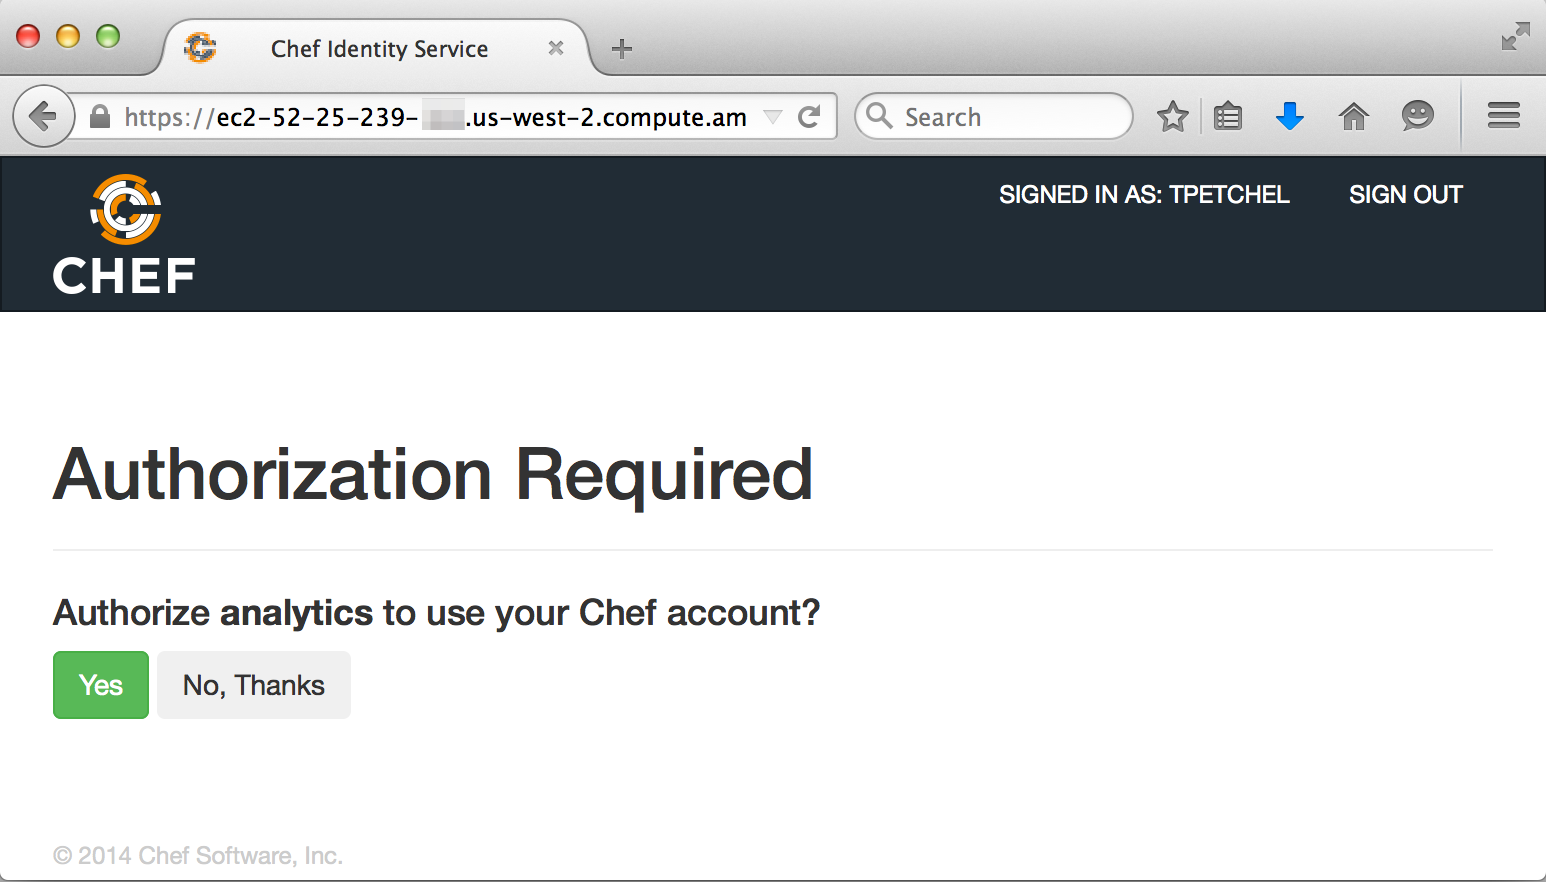 Chef Identity Service
https://ec2-52-25-239- .us-west-2.compute.am
Search
CHEF
SIGNED IN AS: TPETCHEL
SIGN OUT
Authorization Required
Authorize analytics to use your Chef account?
Yes
No, Thanks
© 2014 Chef Software, Inc.